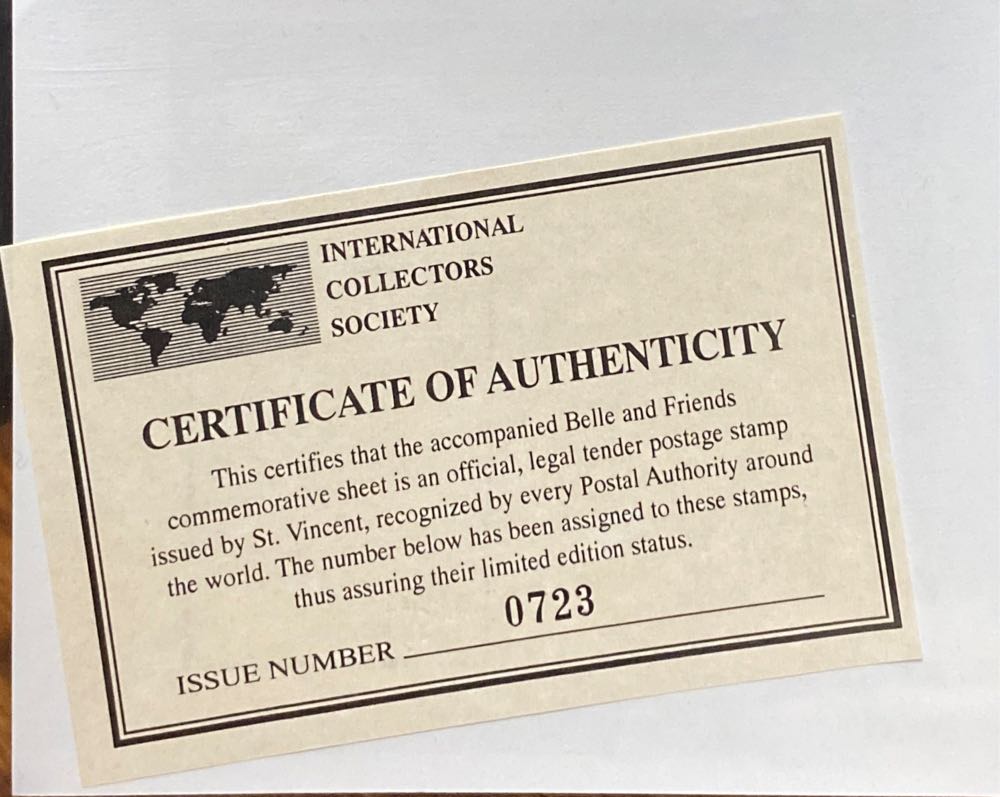 INTERNATIONAL
COLLECTORS
SOCIETY
CERTIFICATE OF AUTHENTICITY
This certifies that the accompanied Belle and Friends
commemorative sheet is an official, legal tender postage stamp
issued by St. Vincent, recognized by every Postal Authority around
the world. The number below has been assigned to these stamps,
thus assuring their limited edition status.
ISSUE NUMBER 0723